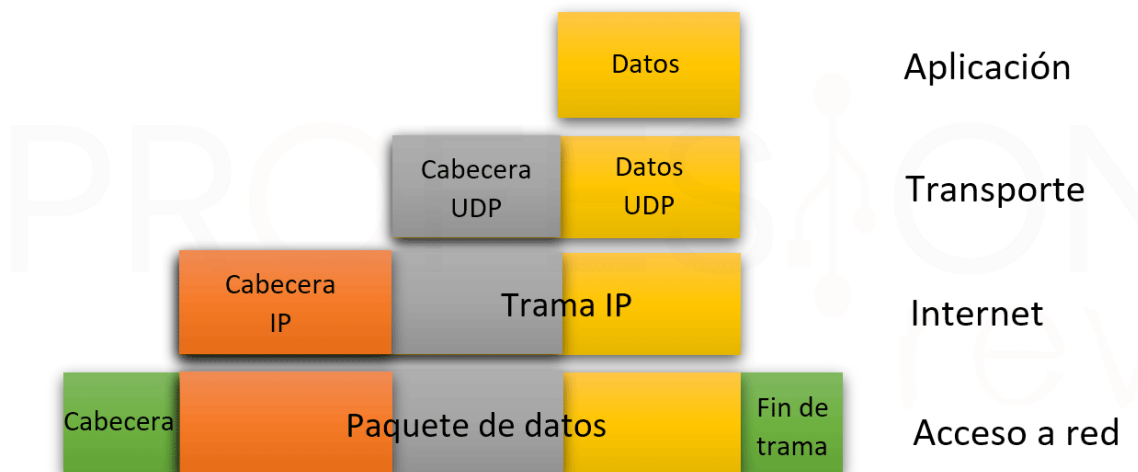 Datos
Aplicación
Cabecera
UDP
Datos
UDP
Transporte
Cabecera
IP
Trama IP
Internet
Cabecera
Paquete de datos
Fin de
trama
Acceso a red